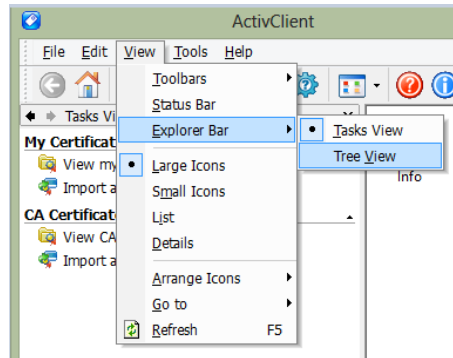 ActivClient
File Edit View Tools Help
Toolbars
Tasks Vi
Status Bar
Explorer Bar
Tasks View
Tree View
Info
My Certificat
View my
Import a
Large Icons
Small Icons
List
Details
CA Certificat
View CA
Import a
Arrange Icons
Go to
Refresh F5